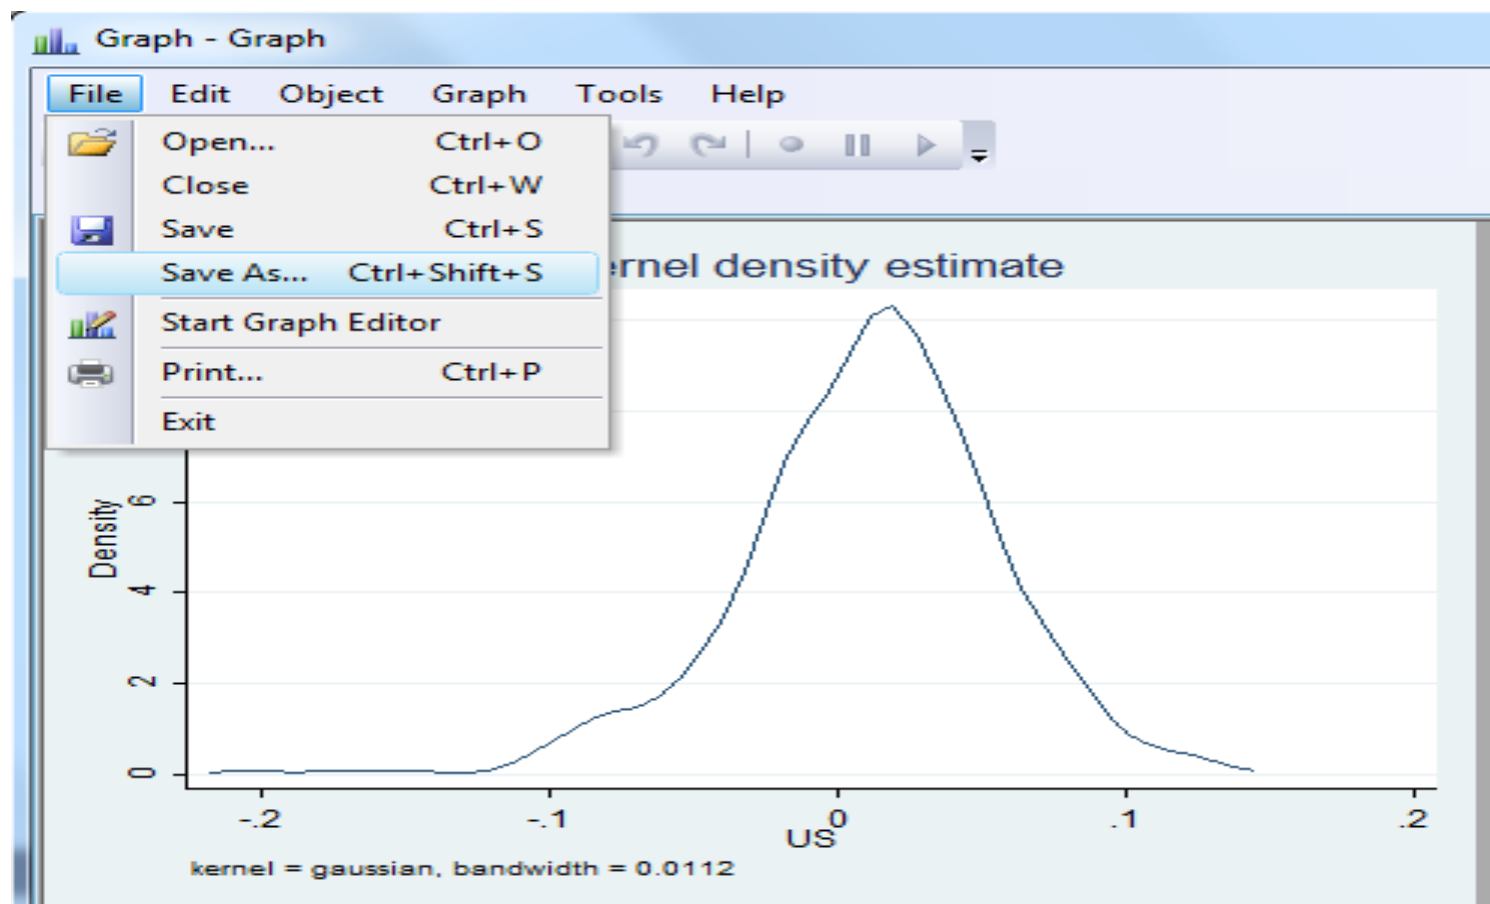 Graph - Graph
File Edit Object Graph Tools Help
Open... Ctrl+O
Close Ctrl+W
Save Ctrl+S
Save As... Ctrl+Shift+S
Start Graph Editor
Print... Ctrl+P
Exit
rnel density estimate
Density
6
4
2
0
-.2 -.1 0 .1 .2
US
kernel = gaussian, bandwidth = 0.0112